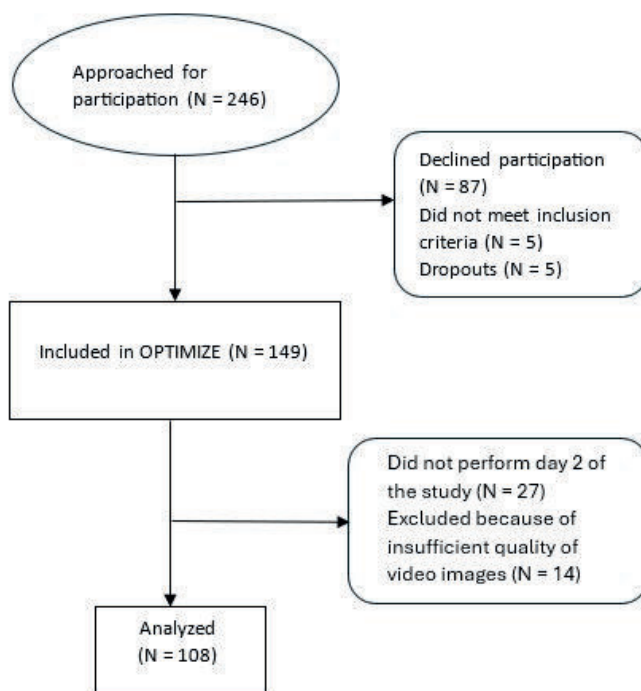 Approached for
participation (N = 246)
Declined participation
(N = 87)
Did not meet inclusion
criteria (N = 5)
Dropouts (N = 5)
Included in OPTIMIZE (N = 149)
Did not perform day 2 of
the study (N = 27)
Excluded because of
insufficient quality of
video images (N = 14)
Analyzed
(N = 108)